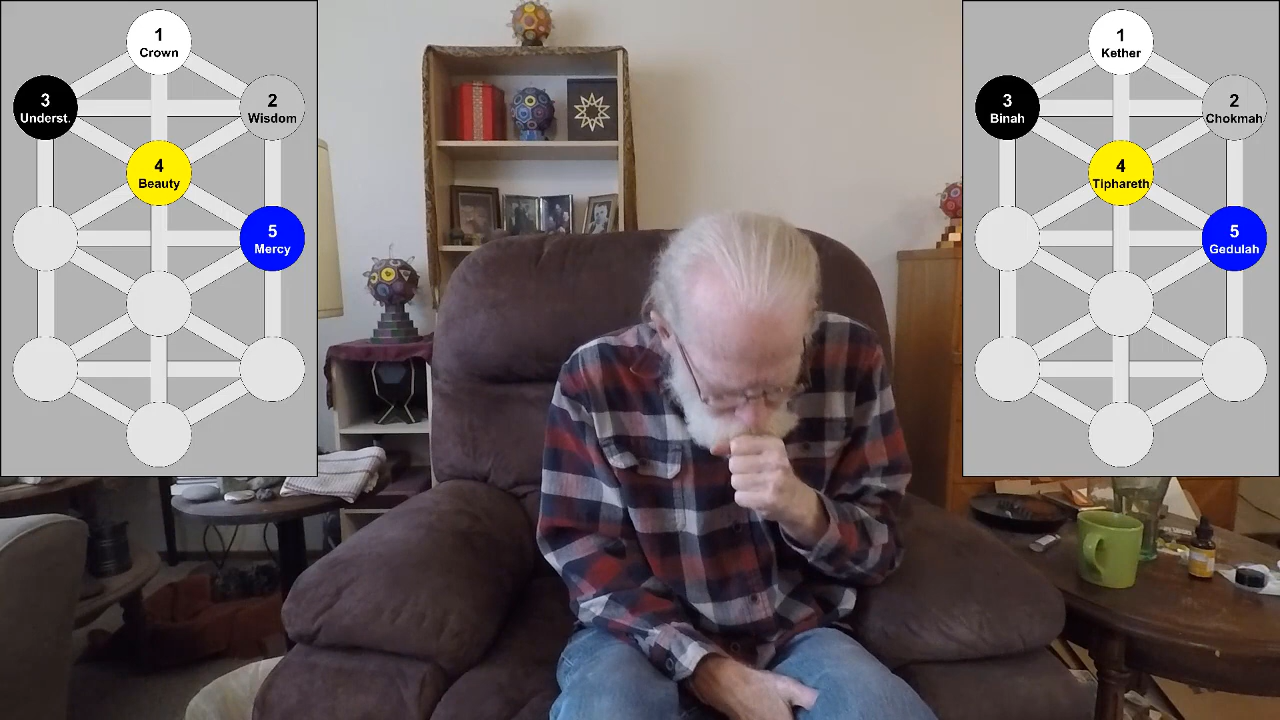 1
Crown
3
Underst.
2
Wisdom
4
Beauty
5
Mercy
1
Kether
3
Binah
2
Chokmah
4
Tiphareth
5
Gedulah